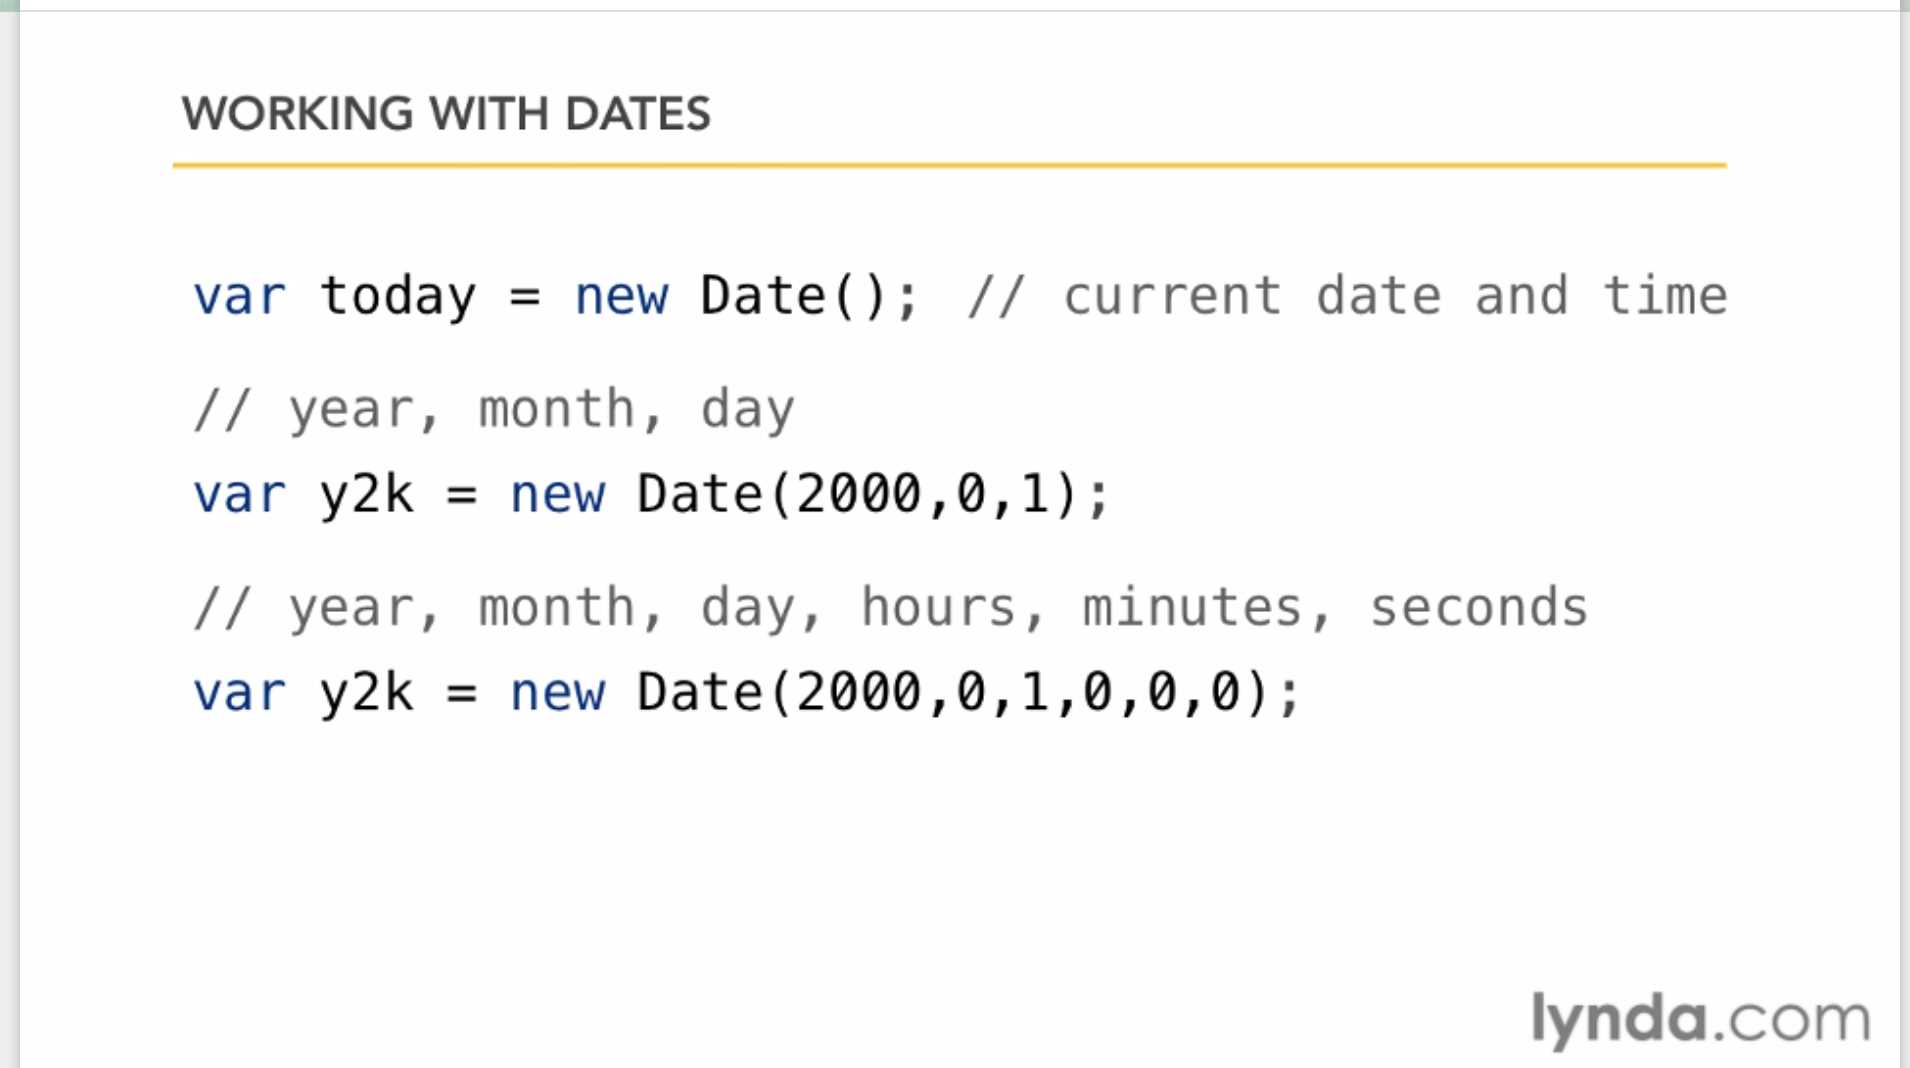 WORKING WITH DATES
var today = new Date(); // current date and time
// year, month, day
var y2k = new Date(2000,0,1);
// year, month, day, hours, minutes, seconds
var y2k = new Date(2000,0,1,0,0,0);
lynda.com